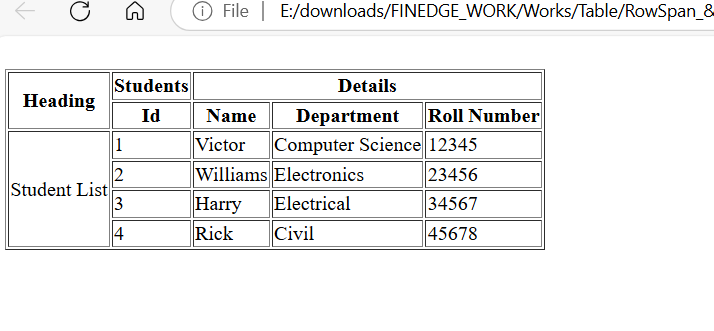 File E:/downloads/FINEDGE_WORK/Works/Table/RowSpan_&
Heading Students Details
Id Name Department Roll Number
Student List 1 Victor Computer Science 12345
2 Williams Electronics 23456
3 Harry Electrical 34567
4 Rick Civil 45678